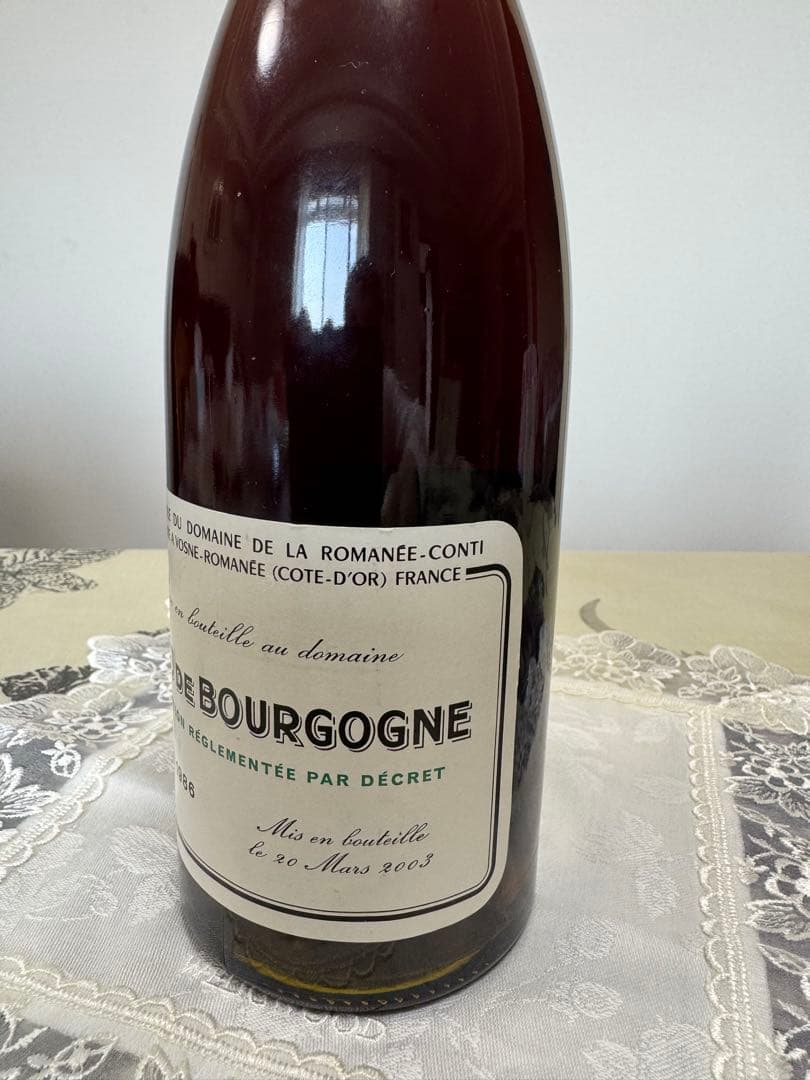 DU DOMAINE DE LA ROMANÉE-CONTI
A VOSNE-ROMANÉE (COTE-D'OR) FRANCE
en bouteille au domaine
DE BOURGOGNE
RÉGLEMENTÉE PAR DÉCRET
1986
Mis en bouteille
le 20 Mars 2003